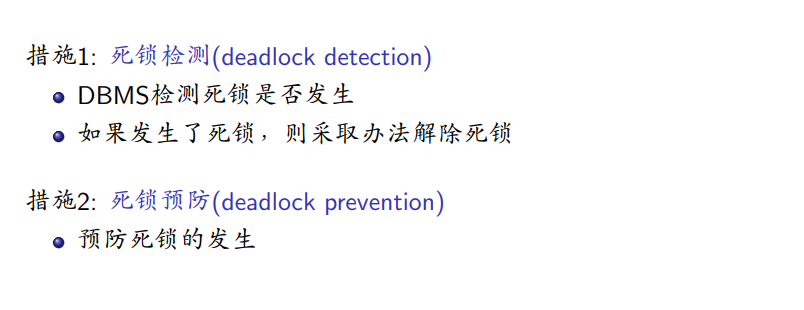 措施1: 死锁检测(deadlock detection)
DBMS检测死锁是否发生
如果发生了死锁，则采取办法解除死锁
措施2: 死锁预防(deadlock prevention)
预防死锁的发生